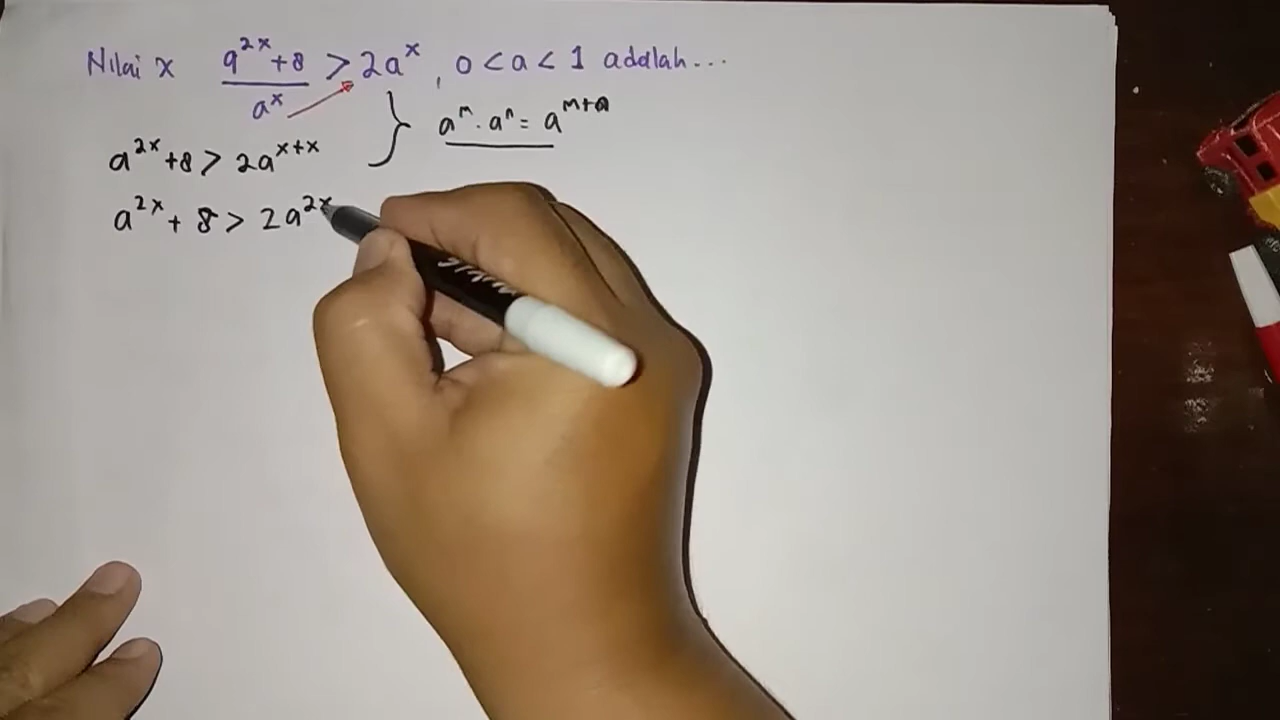 Nilai x (a^{2x}+8)/a^x > 2a^x, 0 < a < 1 adalah...
a^m · a^n = a^{m+n}
a^{2x}+8 > 2a^{x+x}
a^{2x} + 8 > 2a^{2x}